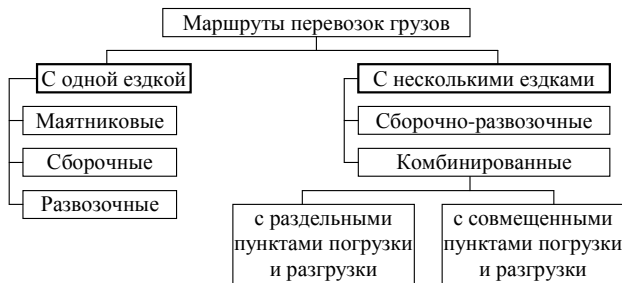 Маршруты перевозок грузов
С одной ездкой
С несколькими ездками
Маятниковые
Сборочно-развозочные
Сборочные
Комбинированные
Развозочные
с раздельными
пунктами погрузки
и разгрузки
с совмещенными
пунктами погрузки
и разгрузки